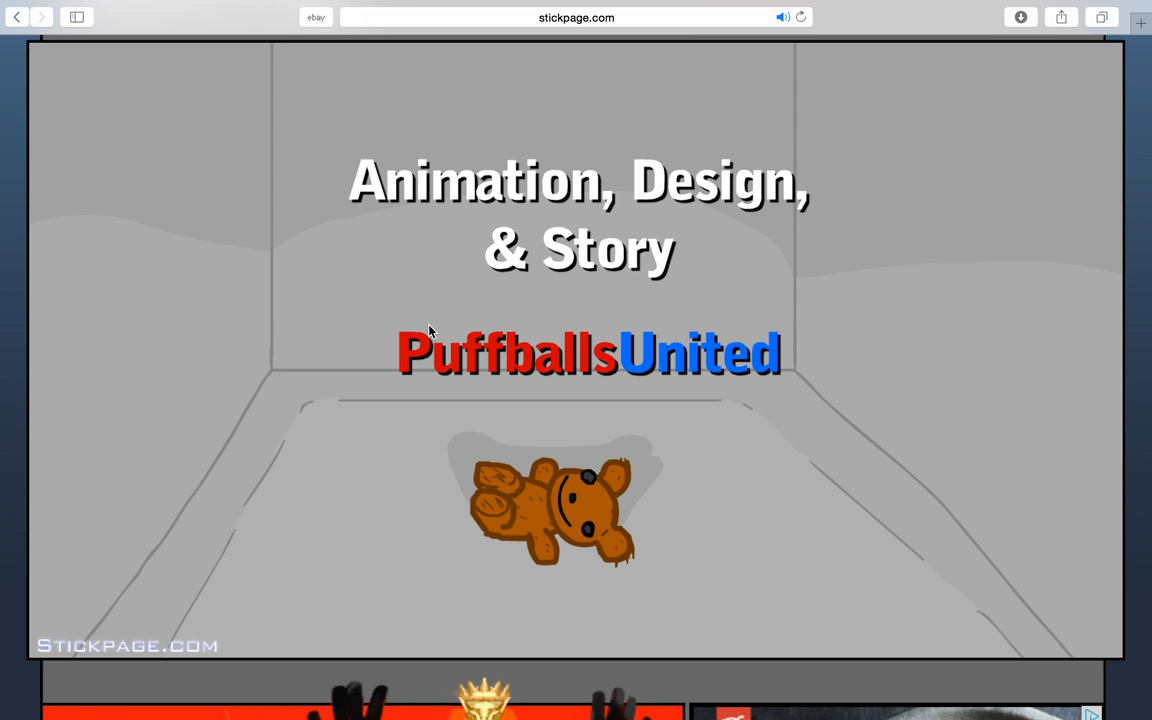 ebay
stickpage.com
Animation, Design,
& Story
PuffballsUnited
STICKPAGE.COM